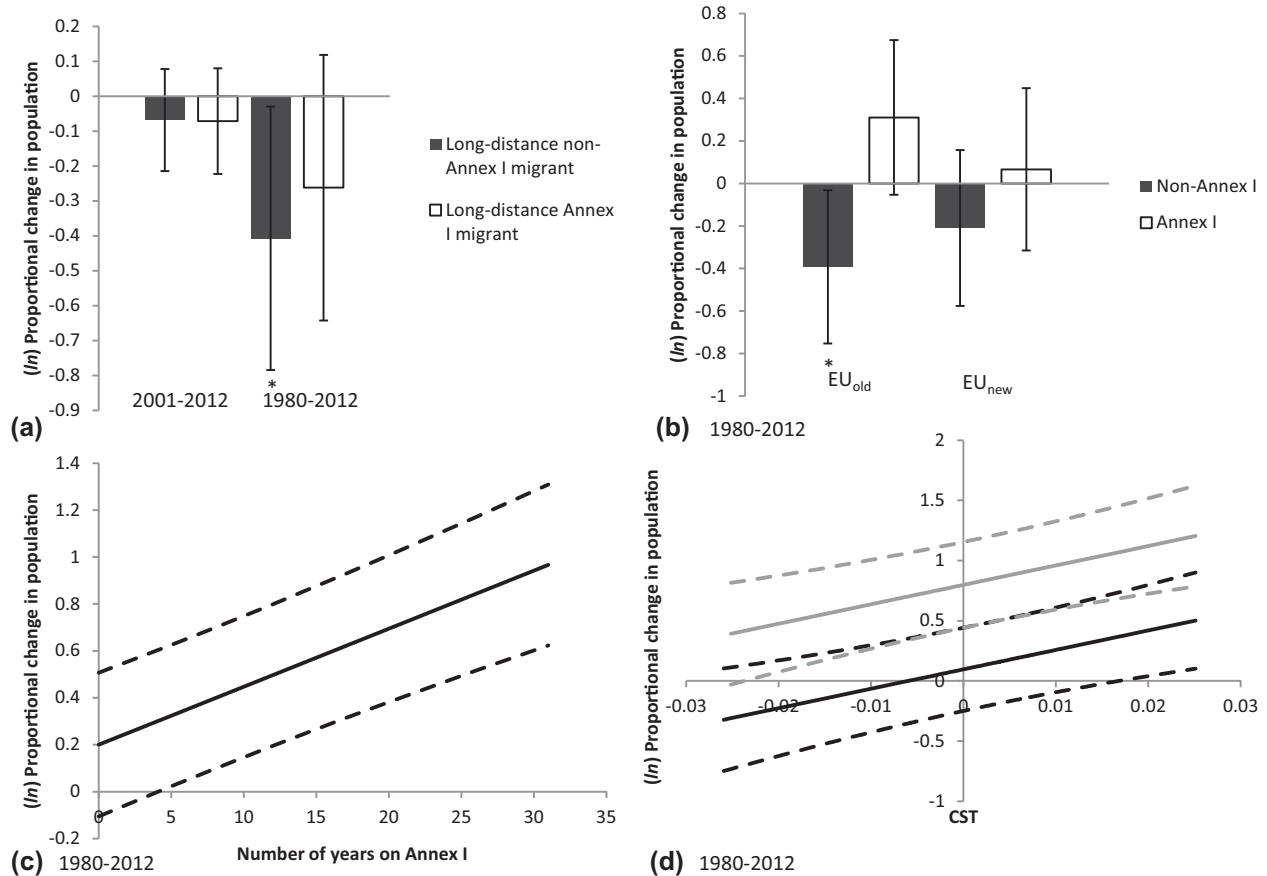 (ln) Proportional change in population
0.2
0.1
0
-0.1
-0.2
-0.3
-0.4
-0.5
-0.6
-0.7
-0.8
-0.9
*
2001-2012
1980-2012
Long-distance non-
Annex I migrant
Long-distance Annex
I migrant
(a)
(ln) Proportional change in population
0.8
0.6
0.4
0.2
0
-0.2
-0.4
-0.6
-0.8
-1
*
EUold
EUnew
Non-Annex I
Annex I
(b) 1980-2012
(ln) Proportional change in population
1.4
1.2
1
0.8
0.6
0.4
0.2
0
-0.2
0 5 10 15 20 25 30 35
Number of years on Annex I
(c) 1980-2012
(ln) Proportional change in population
2
1.5
1
0.5
0
-0.5
-1
-0.03 -0.02 -0.01 0 0.01 0.02 0.03
CST
(d) 1980-2012